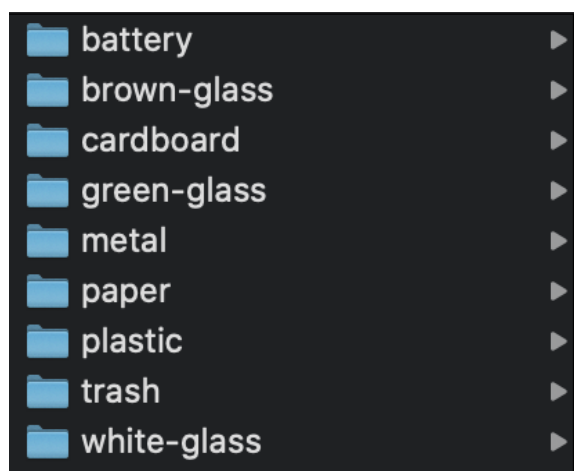 battery
brown-glass
cardboard
green-glass
metal
paper
plastic
trash
white-glass